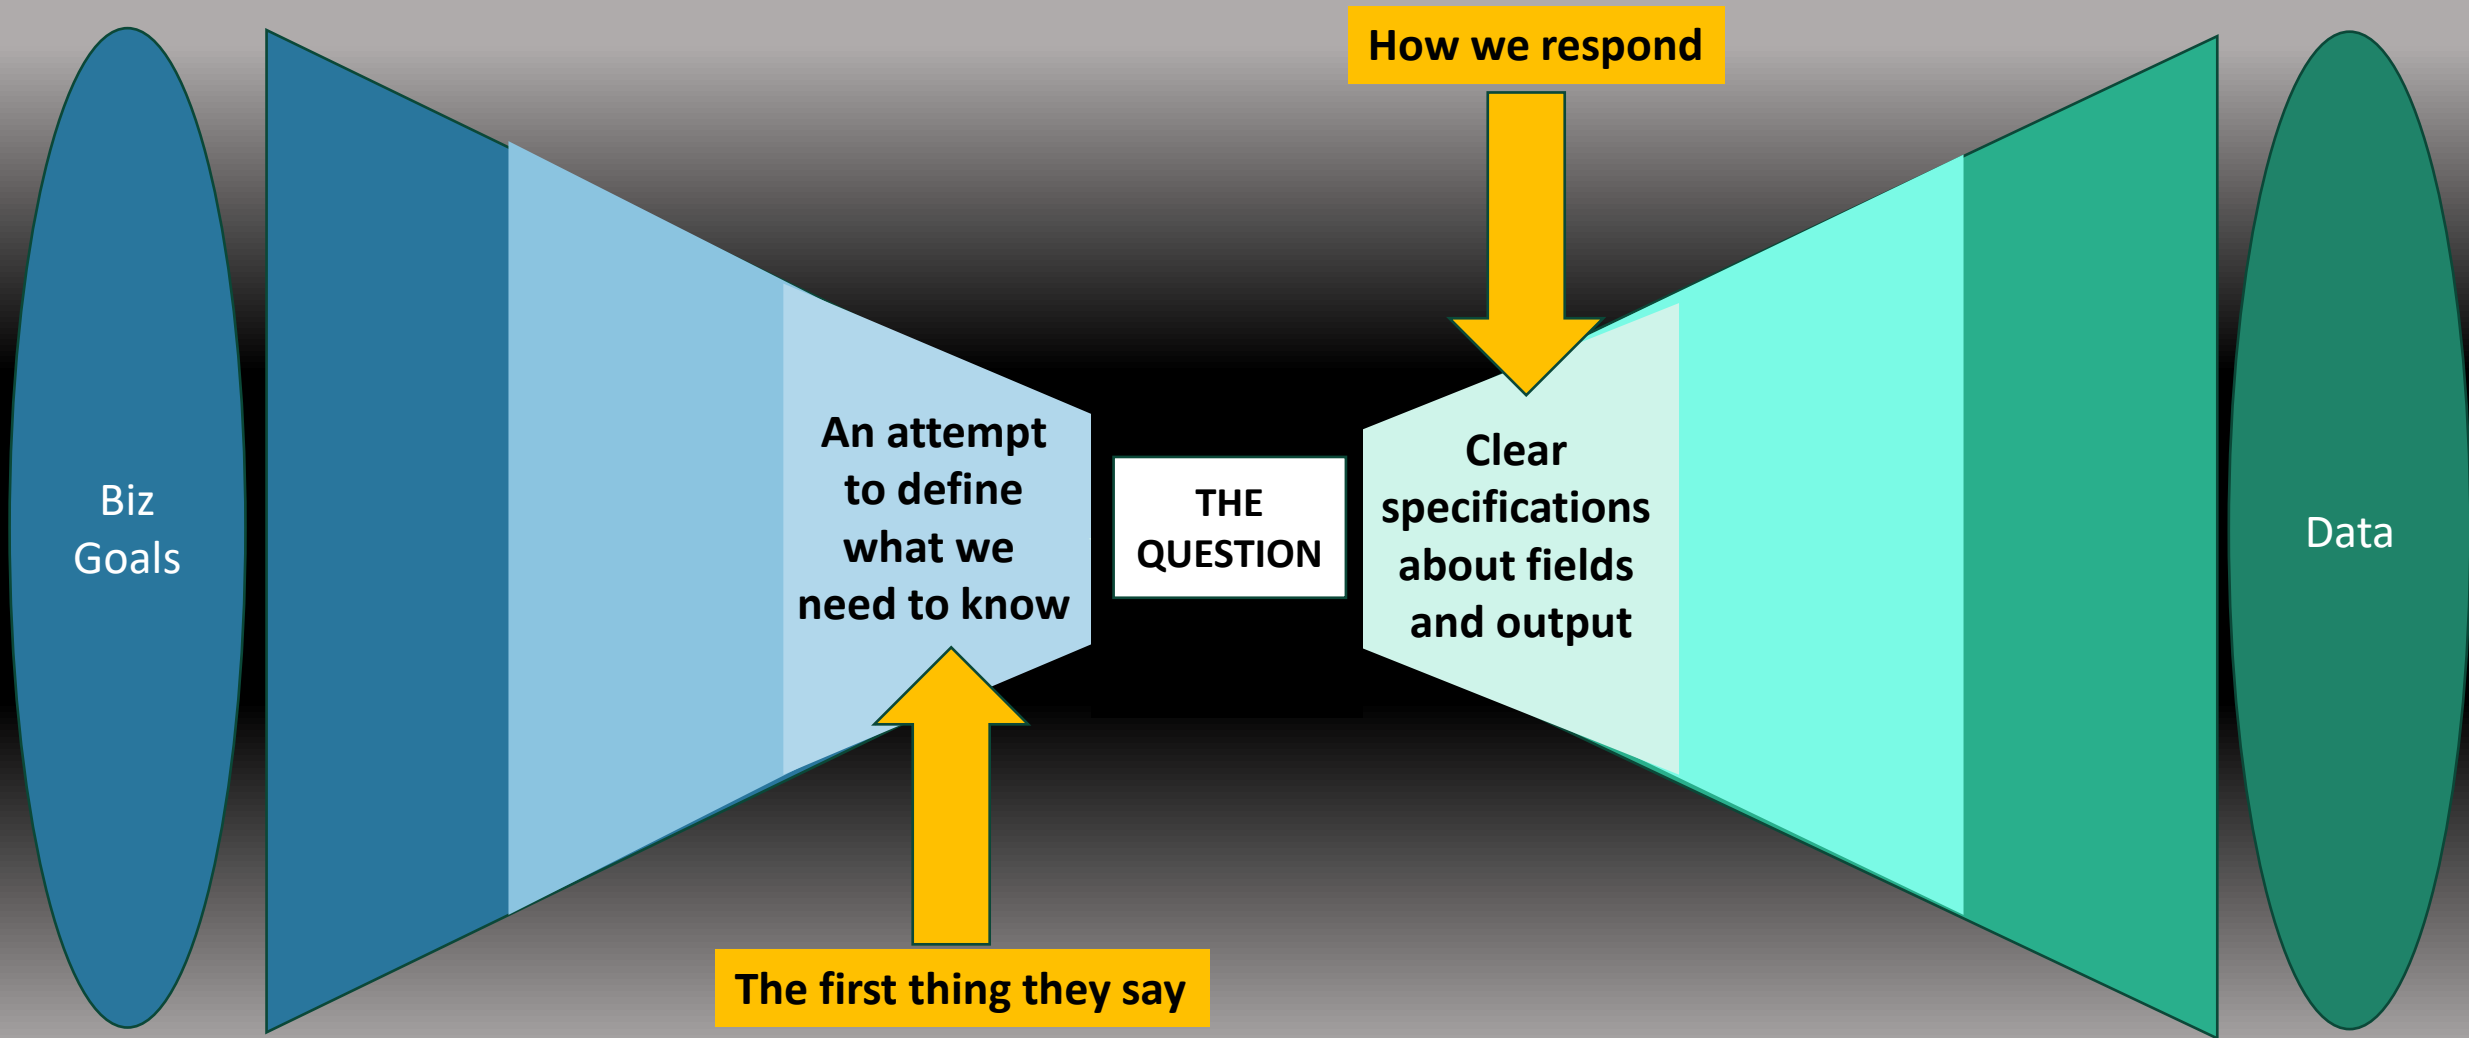 How we respond
Biz
Goals
An attempt
to define
what we
need to know
THE
QUESTION
Clear
specifications
about fields
and output
Data
The first thing they say